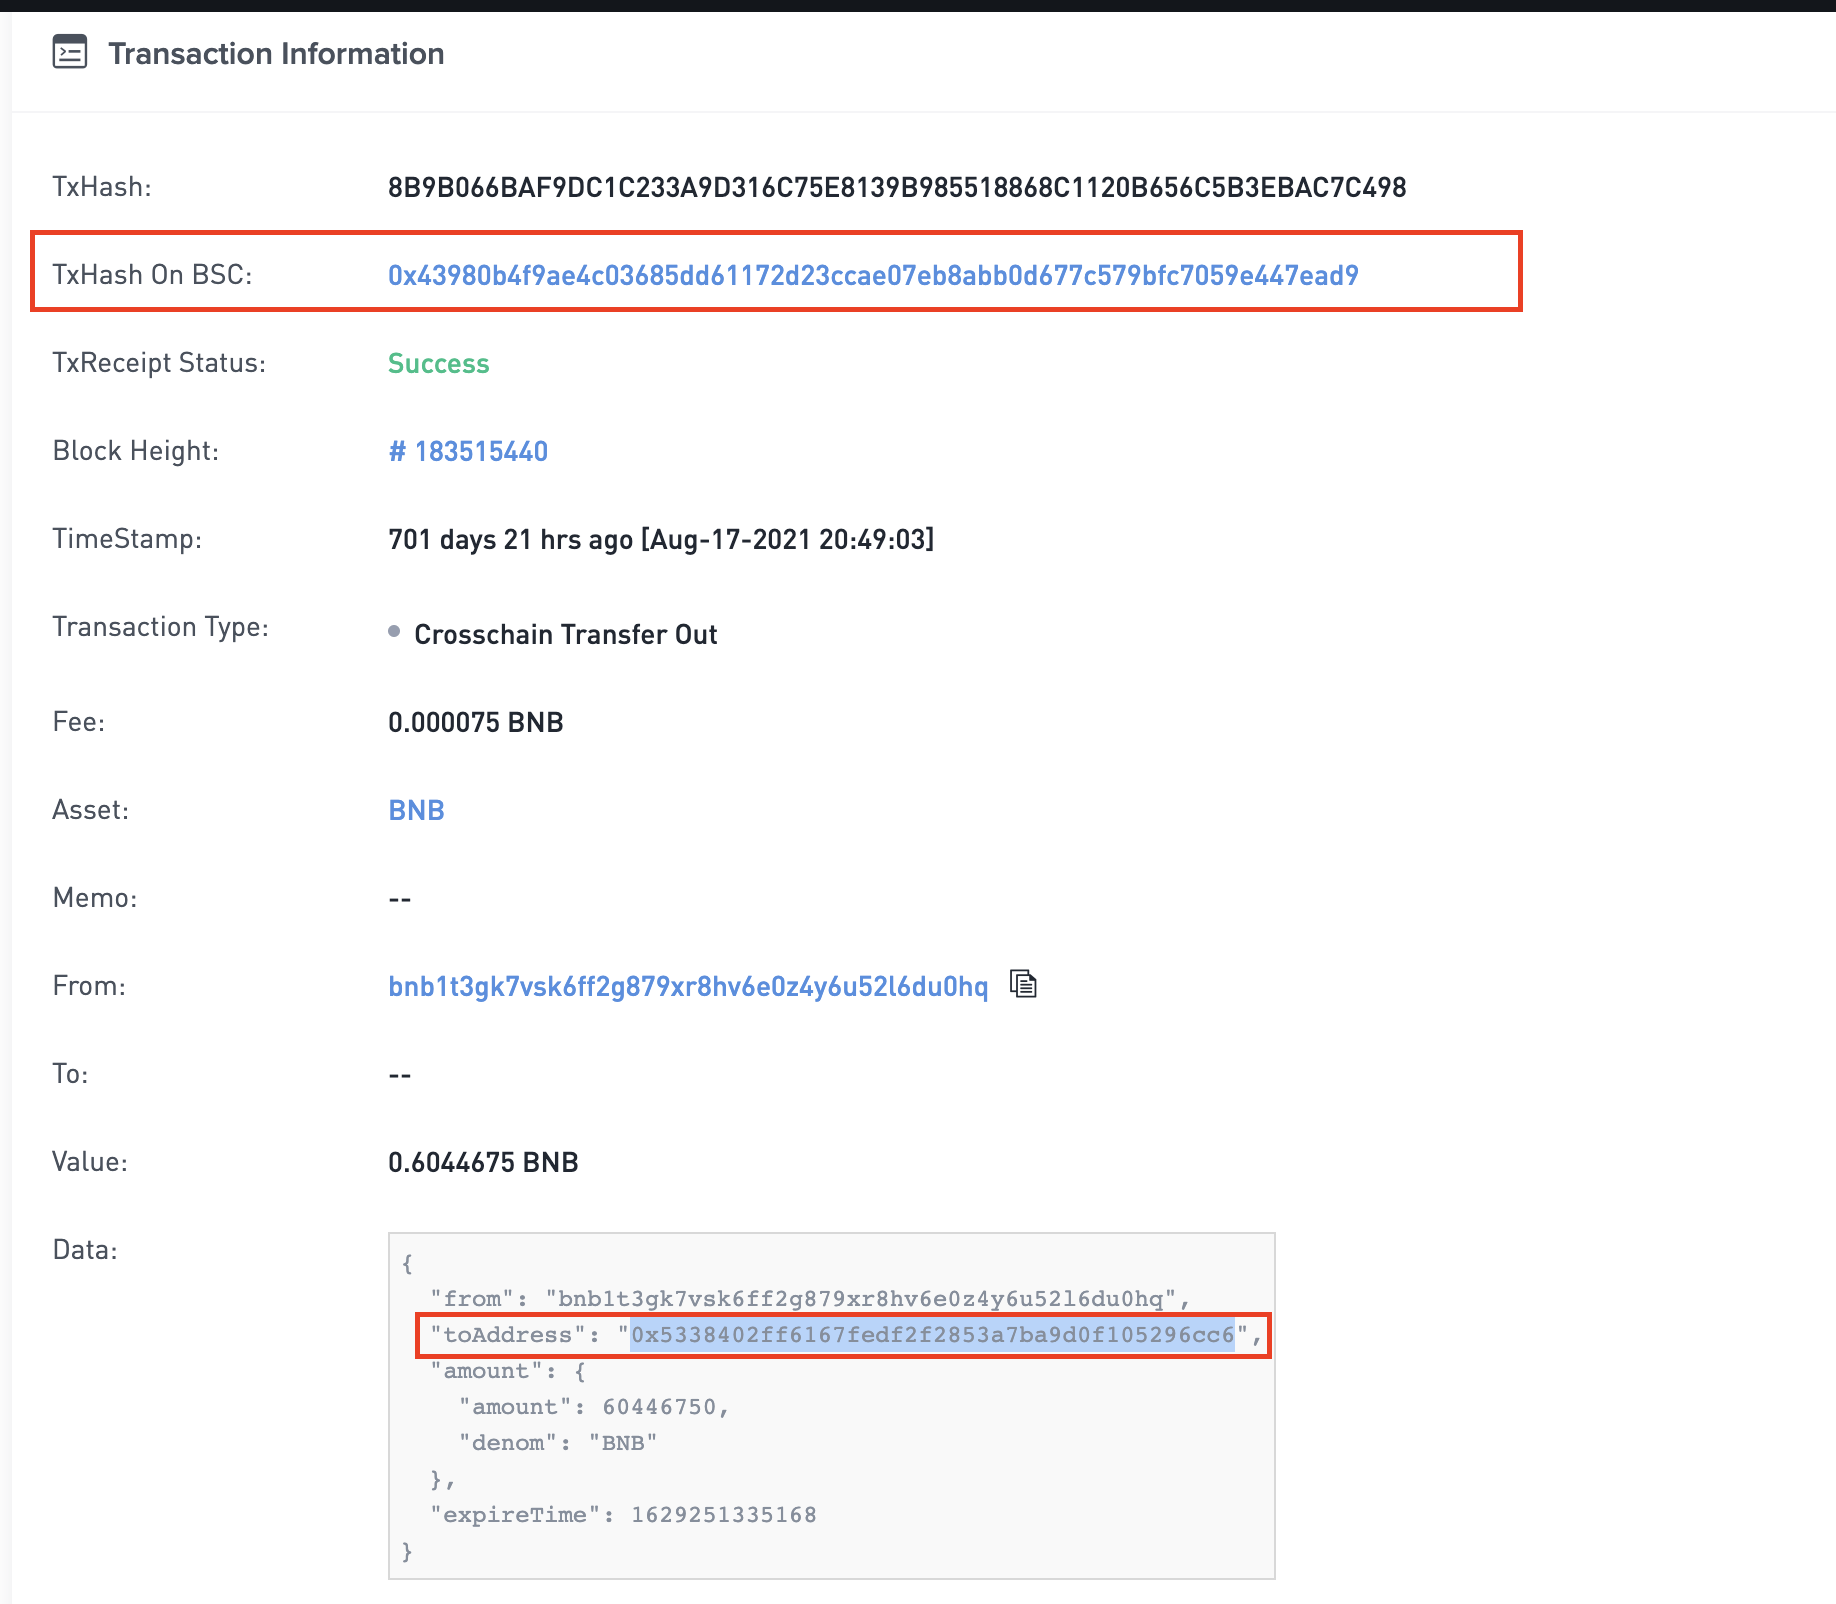 Transaction Information
TxHash: 8B9B066BAF9DC1C233A9D316C75E8139B985518868C1120B656C5B3EBAC7C498
TxHash On BSC: 0x43980b4f9ae4c03685dd61172d23ccae07eb8abb0d677c579bfc7059e447ead9
TxReceipt Status: Success
Block Height: # 183515440
TimeStamp: 701 days 21 hrs ago [Aug-17-2021 20:49:03]
Transaction Type: Crosschain Transfer Out
Fee: 0.000075 BNB
Asset: BNB
Memo: --
From: bnb1t3gk7vsk6ff2g879xr8hv6e0z4y6u52l6du0hq
To: --
Value: 0.6044675 BNB
Data:
{
"from": "bnb1t3gk7vsk6ff2g879xr8hv6e0z4y6u52l6du0hq",
"toAddress": "0x5338402ff6167fedf2f2853a7ba9d0f105296cc6",
"amount": {
"amount": 60446750,
"denom": "BNB"
},
"expireTime": 1629251335168
}